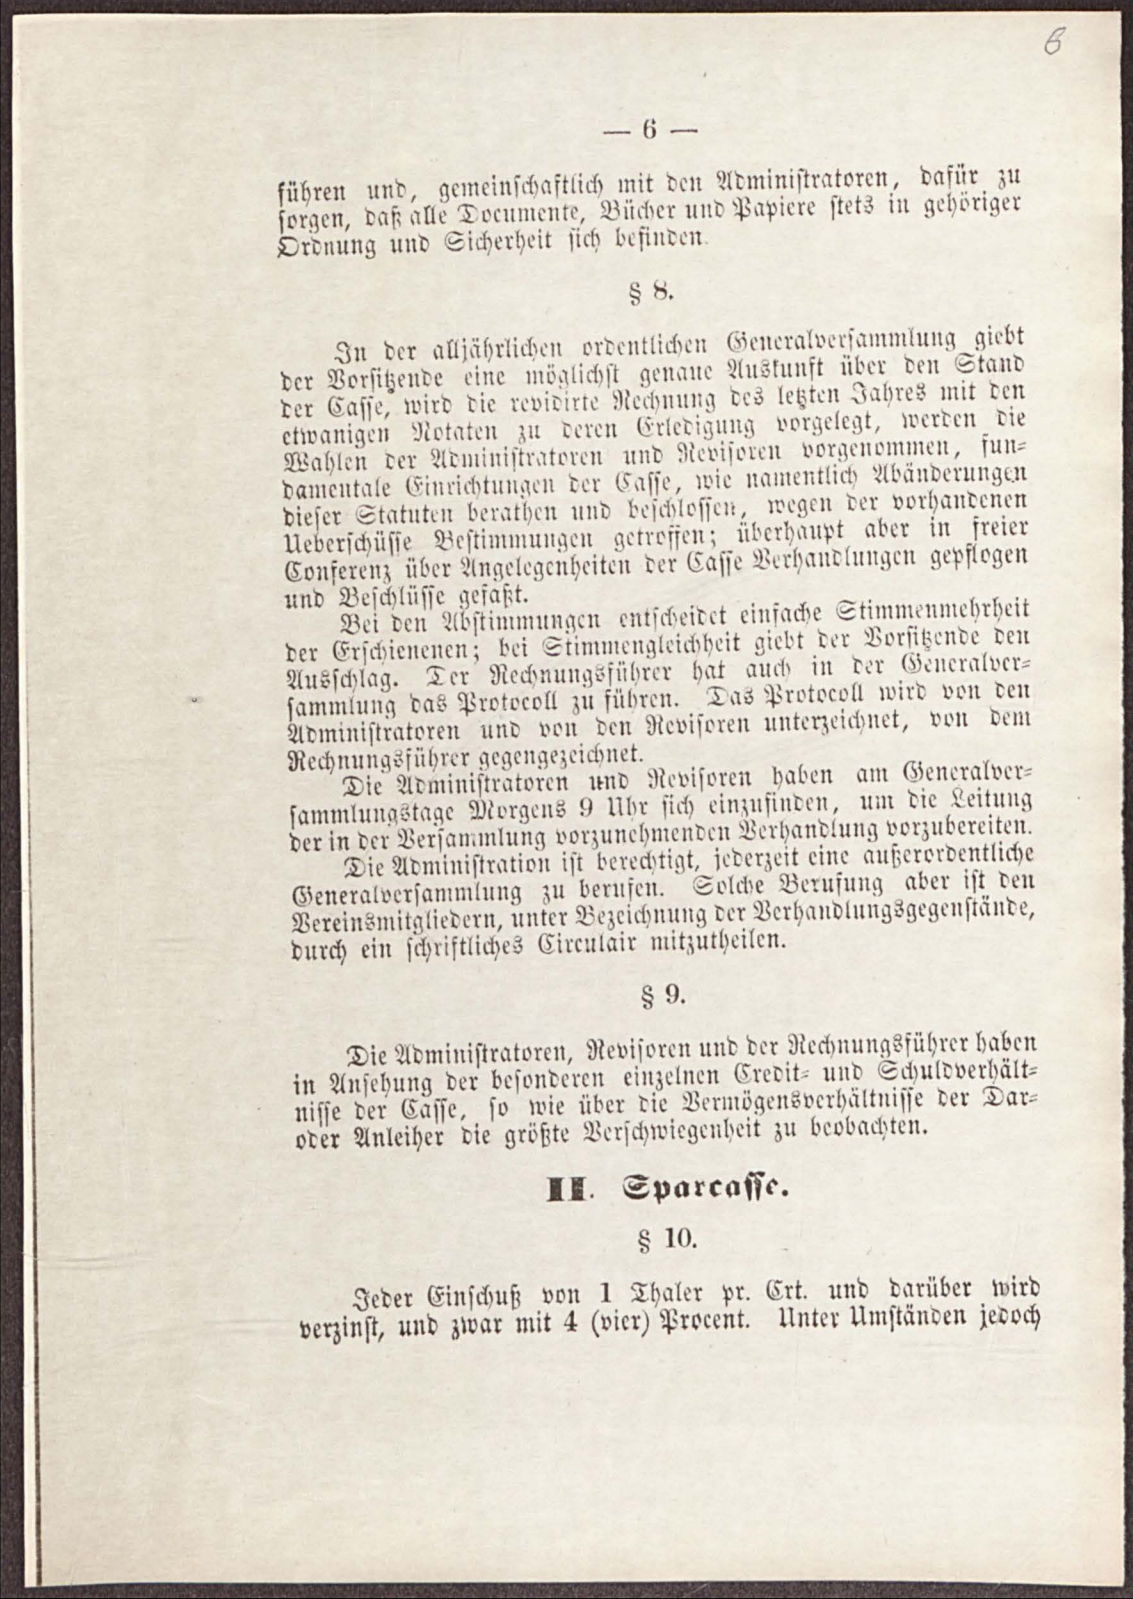 6
— 6 —
führen und, gemeinschaftlich mit den Administratoren, dafür zu
sorgen, daß alle Documente, Bücher und Papiere stets in gehöriger
Ordnung und Sicherheit sich befinden.
§ 8.
In der alljährlichen ordentlichen Generalversammlung giebt
der Vorsitzende eine möglichst genaue Auskunft über den Stand
der Casse, wird die revidirte Rechnung des letzten Jahres mit den
etwanigen Notaten zu deren Erledigung vorgelegt, werden die
Wahlen der Administratoren und Revisoren vorgenommen, fun-
damentale Einrichtungen der Casse, wie namentlich Abänderungen
dieser Statuten berathen und beschlossen, wegen der vorhandenen
Ueberschüsse Bestimmungen getroffen; überhaupt aber in freier
Conferenz über Angelegenheiten der Casse Verhandlungen gepflogen
und Beschlüsse gefaßt.
Bei den Abstimmungen entscheidet einfache Stimmenmehrheit
der Erschienenen; bei Stimmengleichheit giebt der Vorsitzende den
Ausschlag. Der Rechnungsführer hat auch in der Generalver-
sammlung das Protocoll zu führen. Das Protocoll wird von den
Administratoren und von den Revisoren unterzeichnet, von dem
Rechnungsführer gegengezeichnet.
Die Administratoren und Revisoren haben am Generalver-
sammlungstage Morgens 9 Uhr sich einzufinden, um die Leitung
der in der Versammlung vorzunehmenden Verhandlung vorzubereiten.
Die Administration ist berechtigt, jederzeit eine außerordentliche
Generalversammlung zu berufen. Solche Berufung aber ist den
Vereinsmitgliedern, unter Bezeichnung der Verhandlungsgegenstände,
durch ein schriftliches Circulair mitzutheilen.
§ 9.
Die Administratoren, Revisoren und der Rechnungsführer haben
in Ansehung der besonderen einzelnen Credit- und Schuldverhält-
nisse der Casse, so wie über die Vermögensverhältnisse der Dar-
oder Anleiher die größte Verschwiegenheit zu beobachten.
II. Sparcasse.
§ 10.
Jeder Einschuß von 1 Thaler pr. Crt. und darüber wird
verzinst, und zwar mit 4 (vier) Procent. Unter Umständen jedoch